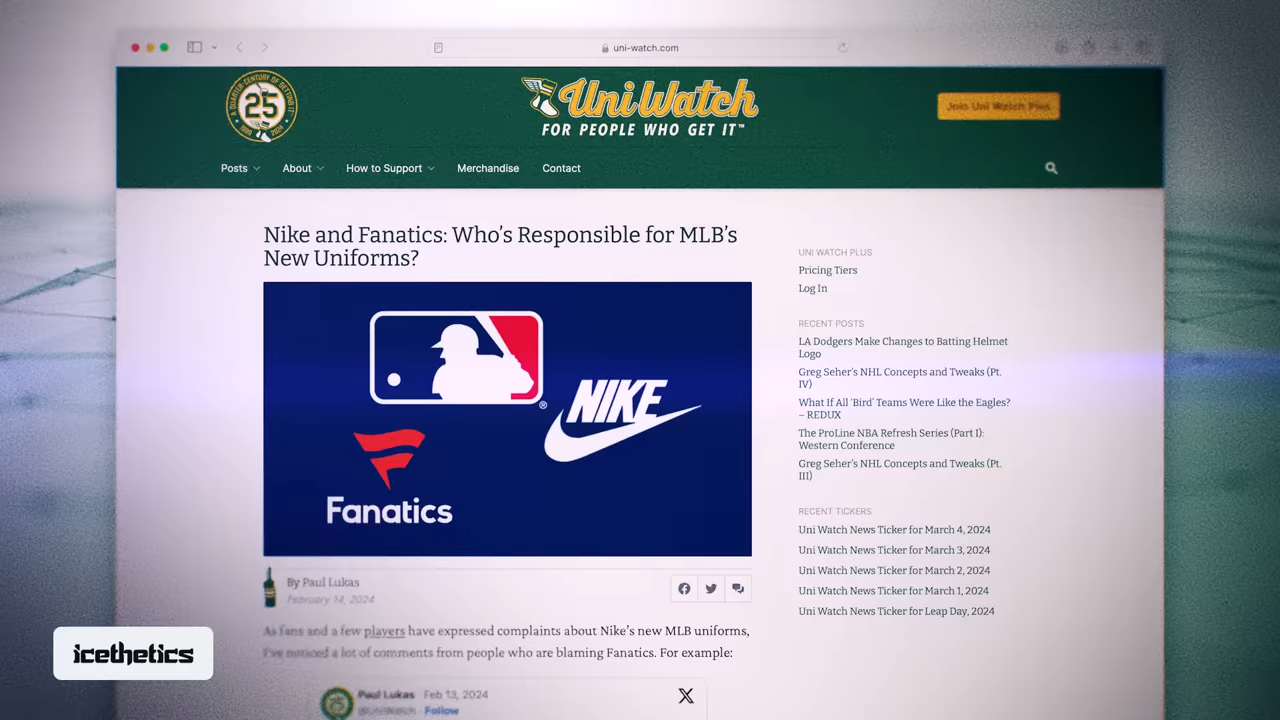 uni-watch.com
A QUARTER-CENTURY OF GETTING IT!
25
1999 2024
Uni Watch
FOR PEOPLE WHO GET IT™
Join Uni Watch Plus
Posts
About
How to Support
Merchandise
Contact
Nike and Fanatics: Who's Responsible for MLB's
New Uniforms?
®
NIKE
Fanatics
By Paul Lukas
February 14, 2024
As fans and a few players have expressed complaints about Nike's new MLB uniforms,
I've noticed a lot of comments from people who are blaming Fanatics. For example:
Paul Lukas Feb 13, 2024
@UniWatch · Follow
UNI WATCH PLUS
Pricing Tiers
Log In
RECENT POSTS
LA Dodgers Make Changes to Batting Helmet
Logo
Greg Seher's NHL Concepts and Tweaks (Pt.
IV)
What If All 'Bird' Teams Were Like the Eagles?
– REDUX
The ProLine NBA Refresh Series (Part I):
Western Conference
Greg Seher's NHL Concepts and Tweaks (Pt.
III)
RECENT TICKERS
Uni Watch News Ticker for March 4, 2024
Uni Watch News Ticker for March 3, 2024
Uni Watch News Ticker for March 2, 2024
Uni Watch News Ticker for March 1, 2024
Uni Watch News Ticker for Leap Day, 2024
icethetics